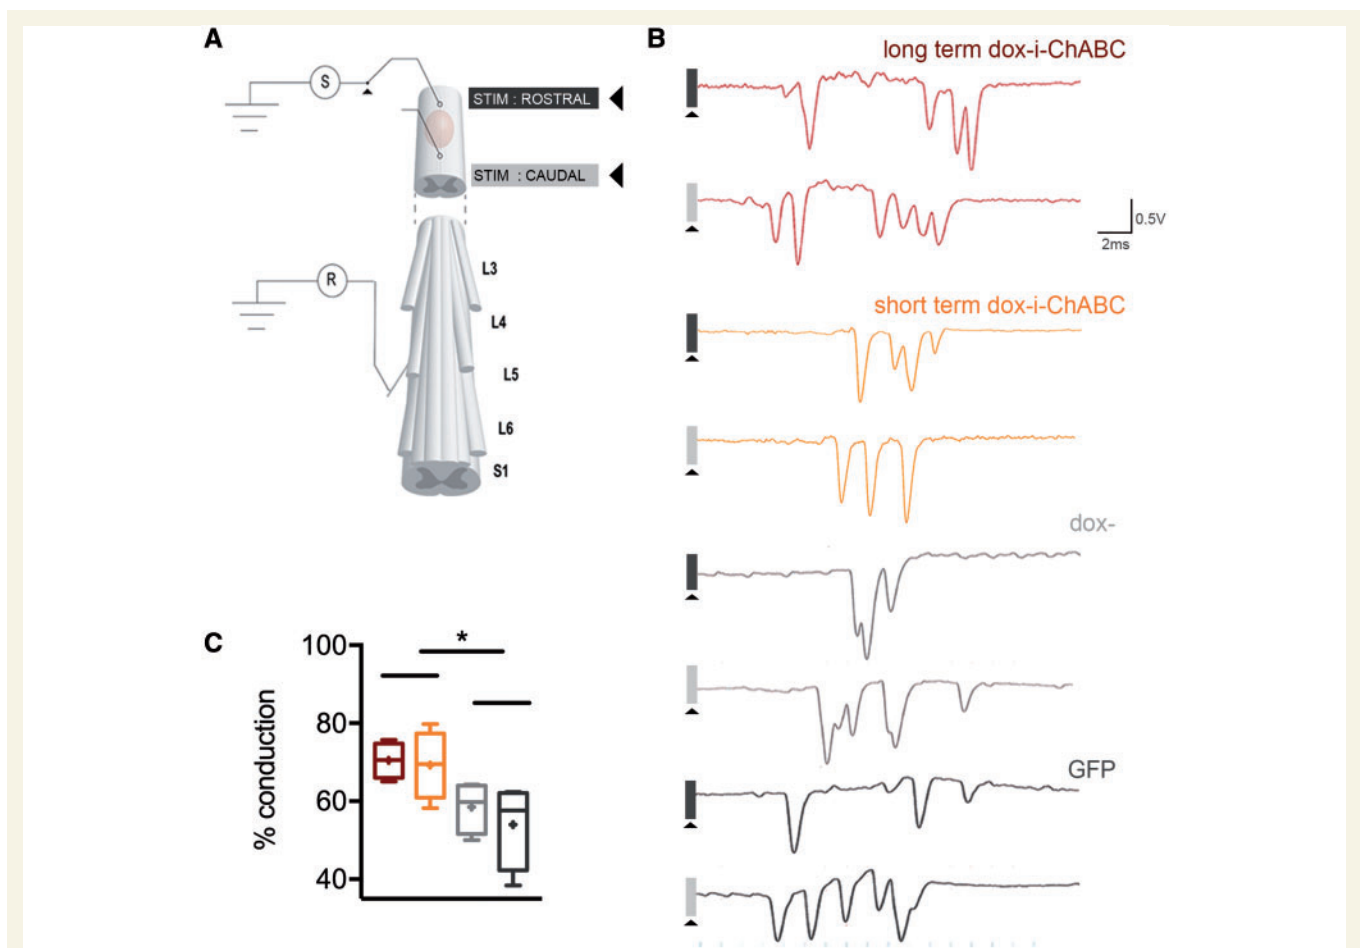 A
S
STIM : ROSTRAL
STIM : CAUDAL
R
L3
L4
L5
L6
S1
B
long term dox-i-ChABC
0.5V
2ms
short term dox-i-ChABC
dox-
GFP
C
% conduction
100
80
60
40
*